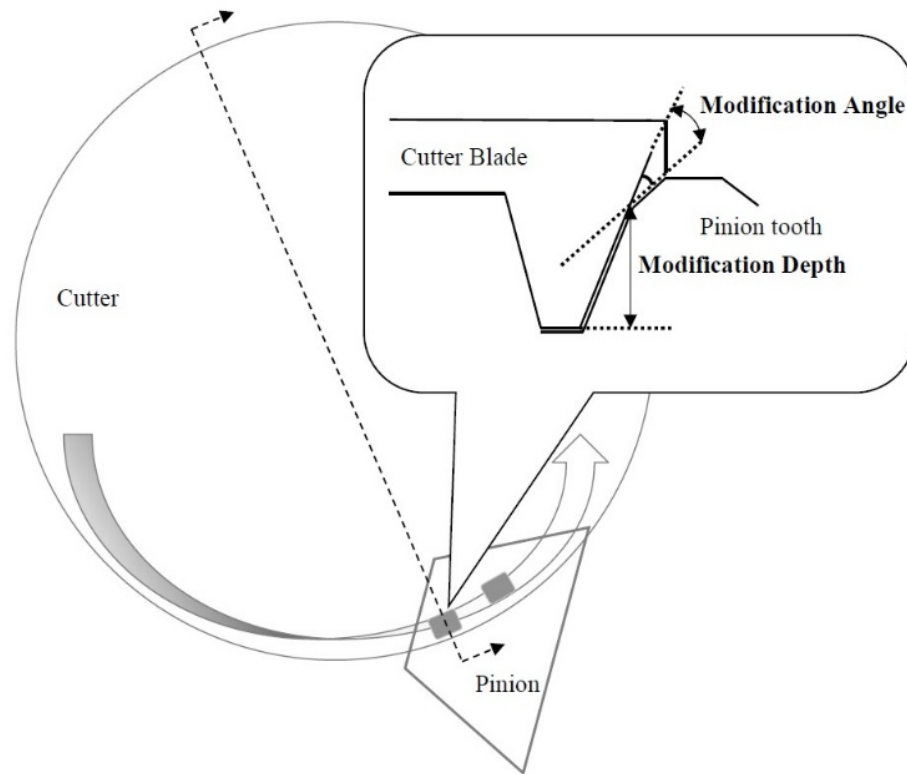 Modification Angle
Cutter Blade
Pinion tooth
Modification Depth
Cutter
Pinion